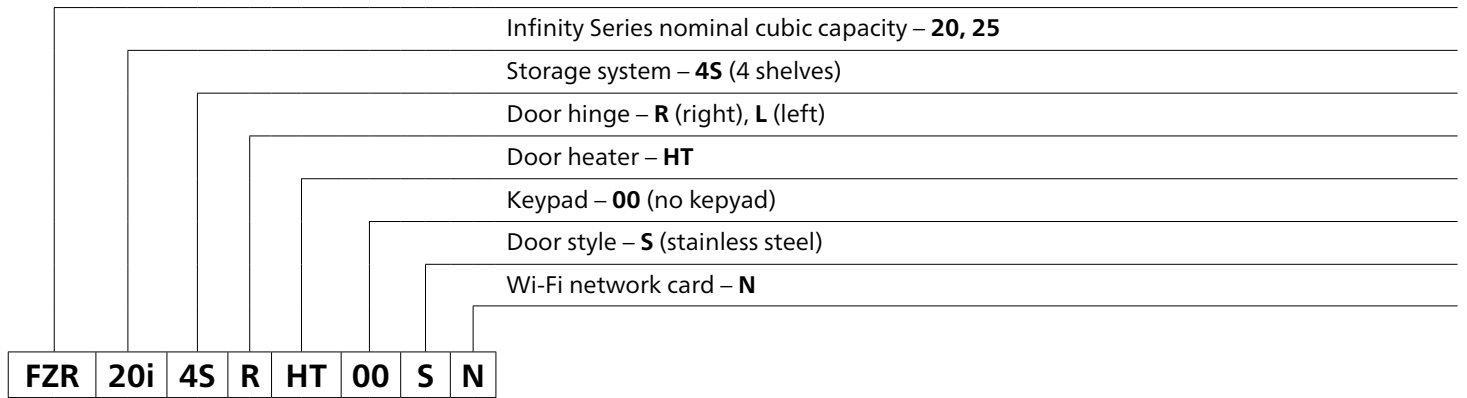 Infinity Series nominal cubic capacity – 20, 25
Storage system – 4S (4 shelves)
Door hinge – R (right), L (left)
Door heater – HT
Keypad – 00 (no kepyad)
Door style – S (stainless steel)
Wi-Fi network card – N
FZR 20i 4S R HT 00 S N